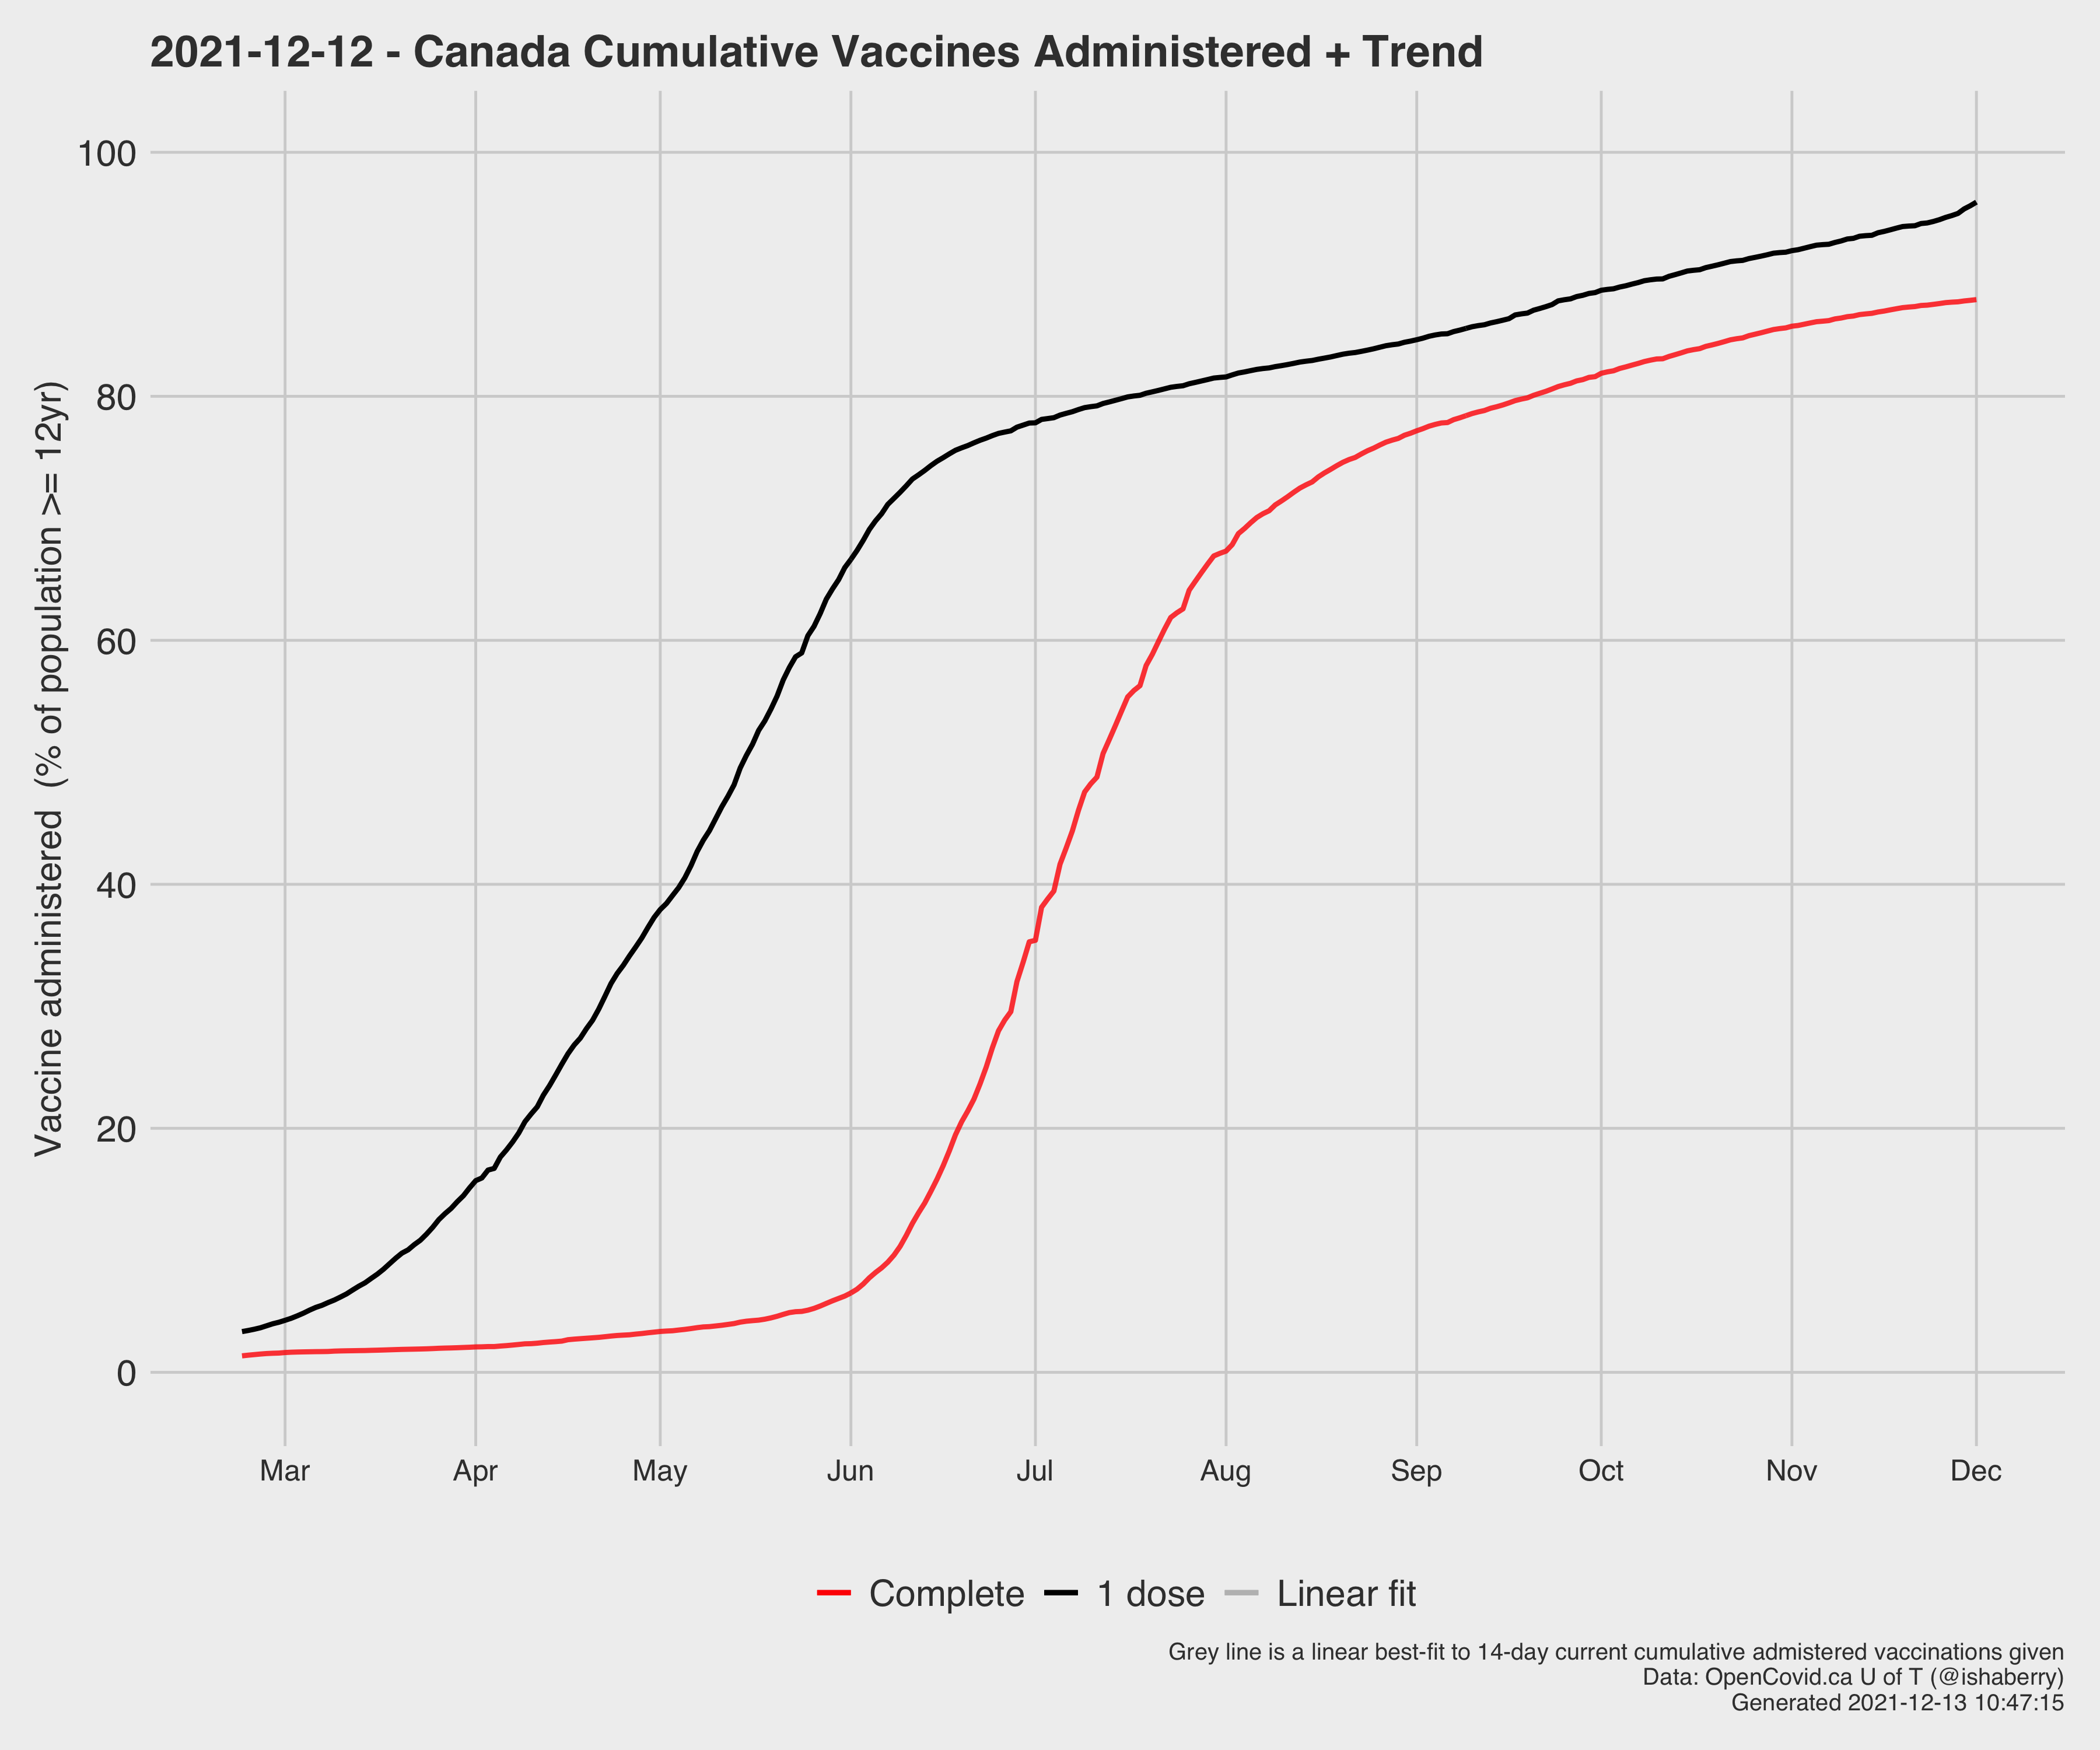 2021-12-12 - Canada Cumulative Vaccines Administered + Trend
Vaccine administered (% of population >= 12yr)
100
80
60
40
20
0
Mar Apr May Jun Jul Aug Sep Oct Nov Dec
Complete 1 dose Linear fit
Grey line is a linear best-fit to 14-day current cumulative admistered vaccinations given
Data: OpenCovid.ca U of T (@ishaberry)
Generated 2021-12-13 10:47:15